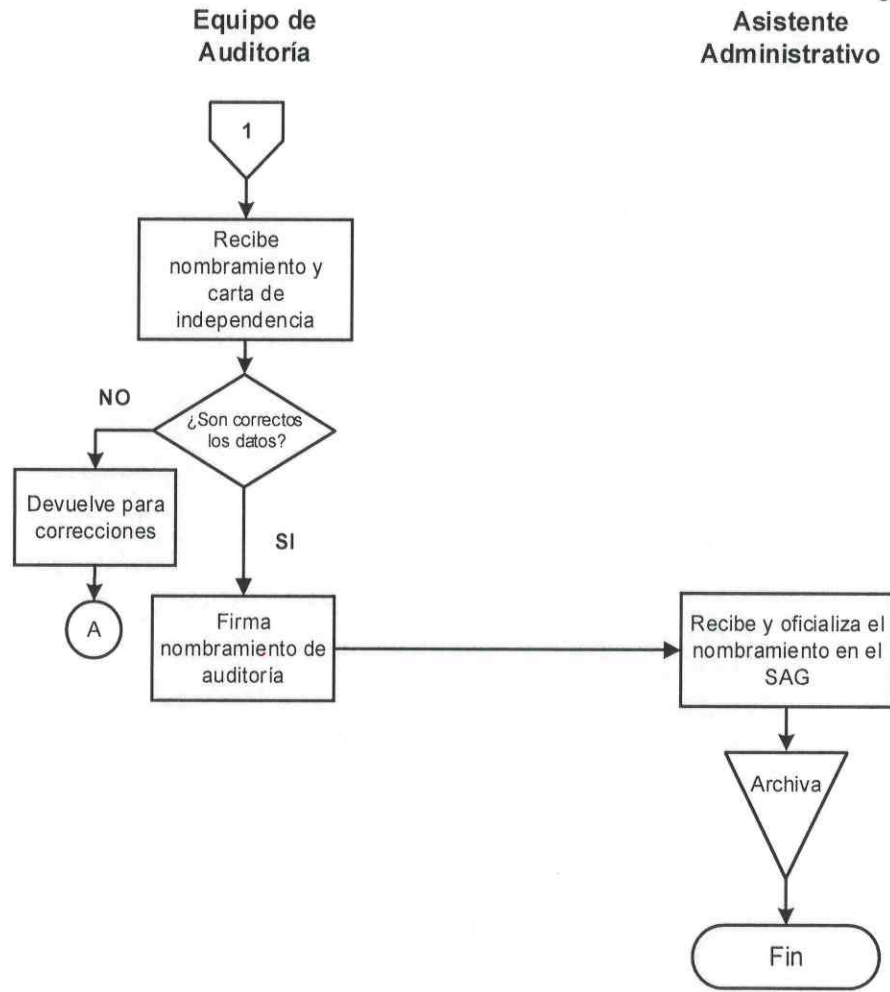 Equipo de
Auditoría
Asistente
Administrativo
1
Recibe
nombramiento y
carta de
independencia
NO
¿Son correctos
los datos?
Devuelve para
correcciones
SI
A
Firma
nombramiento de
auditoría
Recibe y oficializa el
nombramiento en el
SAG
Archiva
Fin